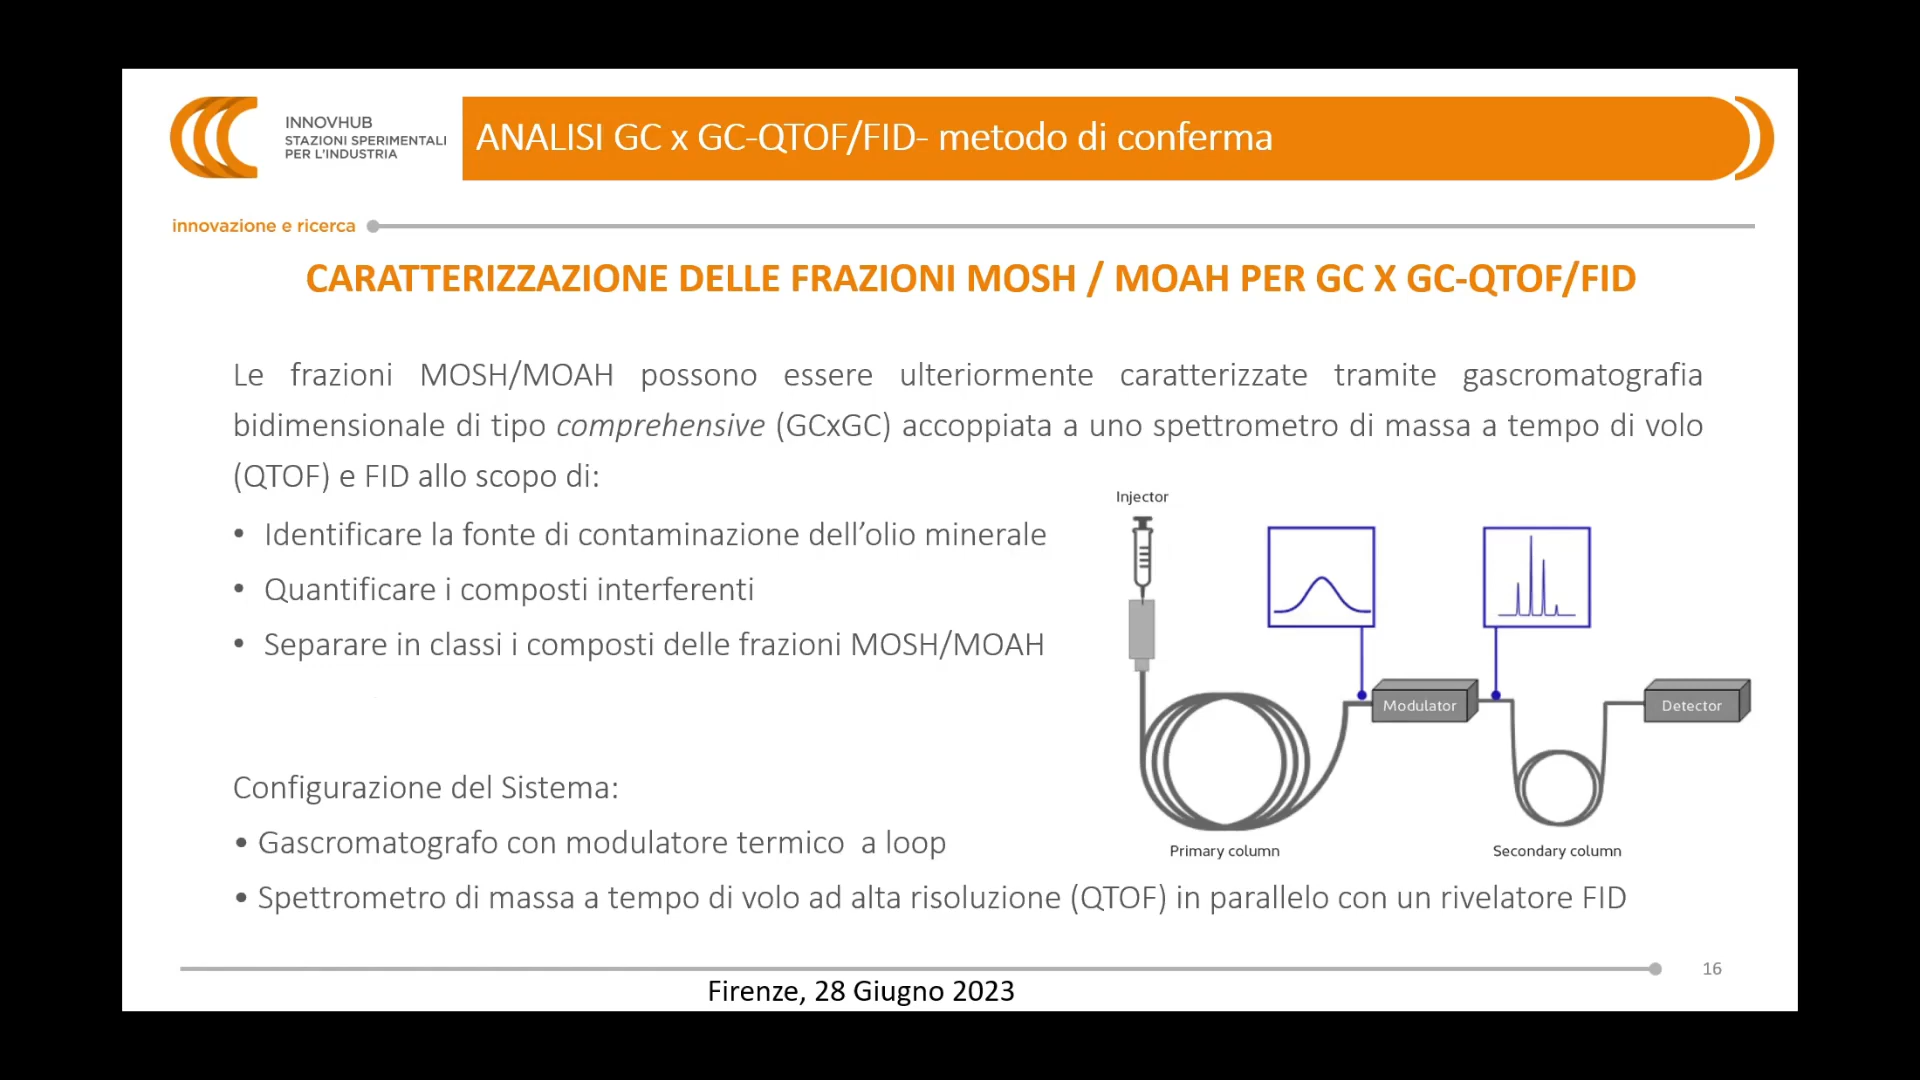 INNOVHUB
STAZIONI SPERIMENTALI
PER L'INDUSTRIA
ANALISI GC x GC-QTOF/FID- metodo di conferma
innovazione e ricerca
CARATTERIZZAZIONE DELLE FRAZIONI MOSH / MOAH PER GC X GC-QTOF/FID
Le frazioni MOSH/MOAH possono essere ulteriormente caratterizzate tramite gascromatografia
bidimensionale di tipo comprehensive (GCxGC) accoppiata a uno spettrometro di massa a tempo di volo
(QTOF) e FID allo scopo di:
• Identificare la fonte di contaminazione dell’olio minerale
• Quantificare i composti interferenti
• Separare in classi i composti delle frazioni MOSH/MOAH
Injector
Modulator
Detector
Primary column
Secondary column
Configurazione del Sistema:
• Gascromatografo con modulatore termico a loop
• Spettrometro di massa a tempo di volo ad alta risoluzione (QTOF) in parallelo con un rivelatore FID
16
Firenze, 28 Giugno 2023